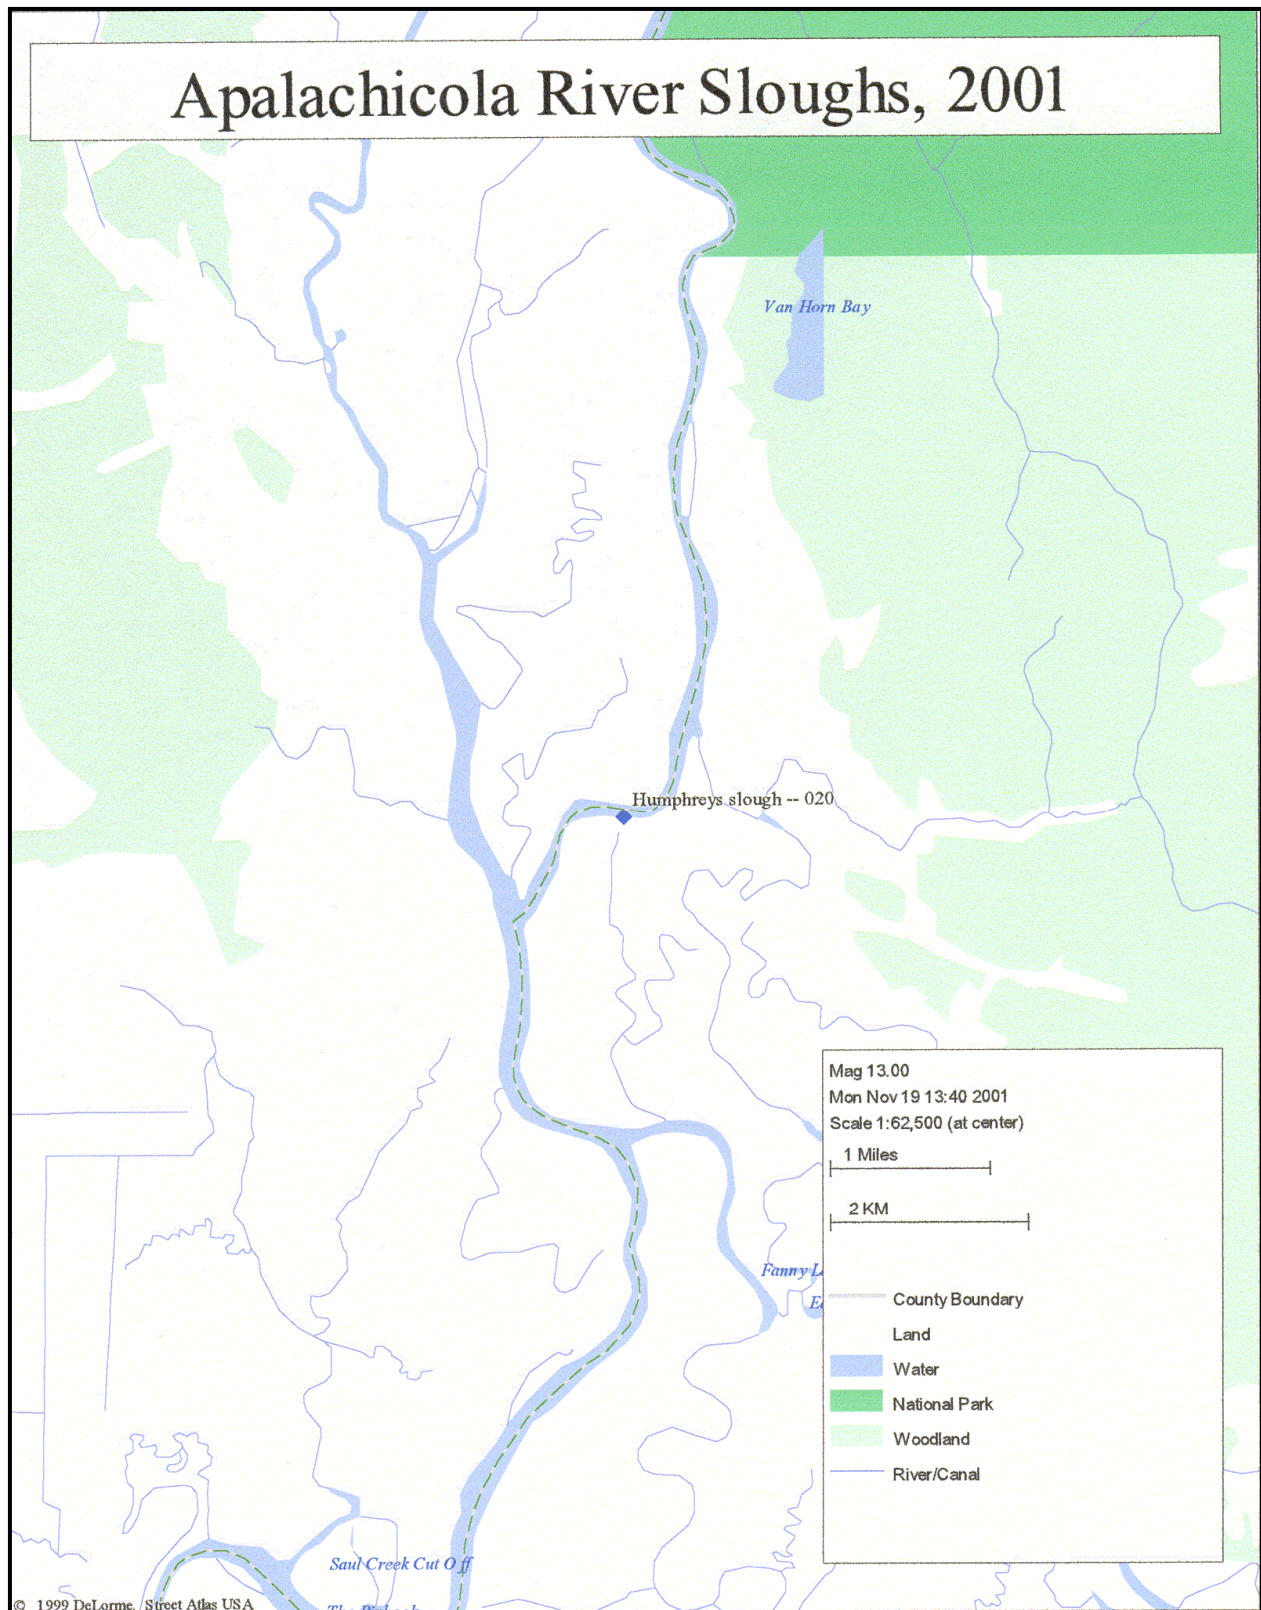 Apalachicola River Sloughs, 2001
Van Horn Bay
Humphreys slough -- 020
Mag 13.00
Mon Nov 19 13:40 2001
Scale 1:62,500 (at center)
1 Miles
2 KM
Fanny
County Boundary
Land
Water
National Park
Woodland
River/Canal
Saul Creek Cut Off
© 1999 DeLorme. Street Atlas USA
The